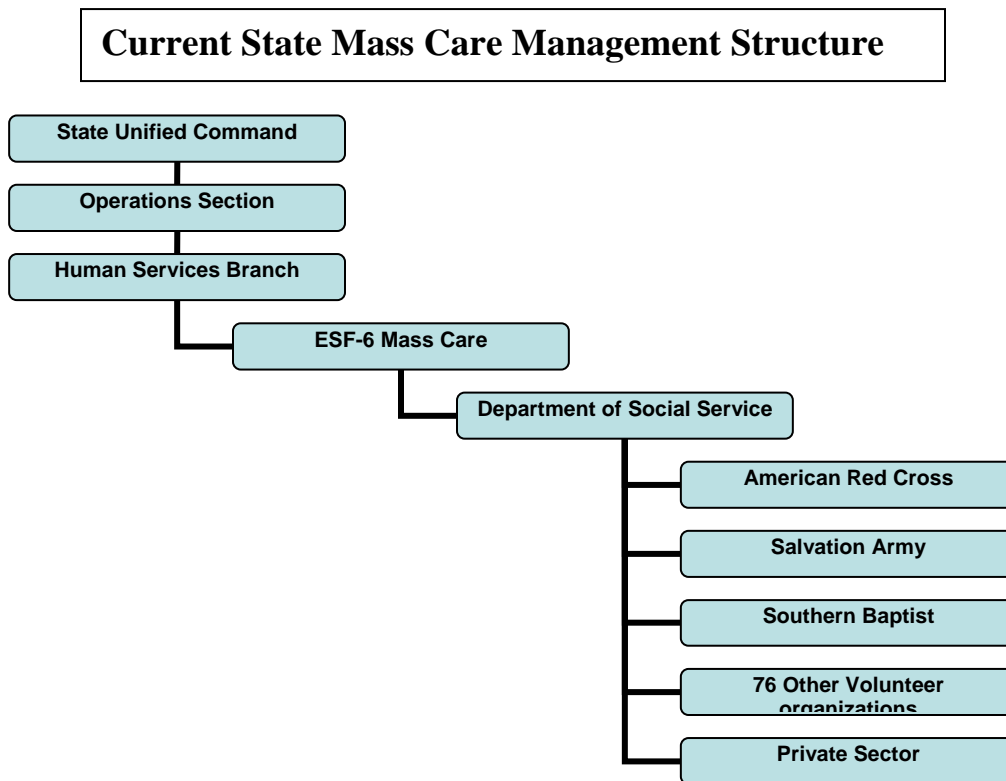 Current State Mass Care Management Structure
State Unified Command
Operations Section
Human Services Branch
ESF-6 Mass Care
Department of Social Service
American Red Cross
Salvation Army
Southern Baptist
76 Other Volunteer
organizations
Private Sector